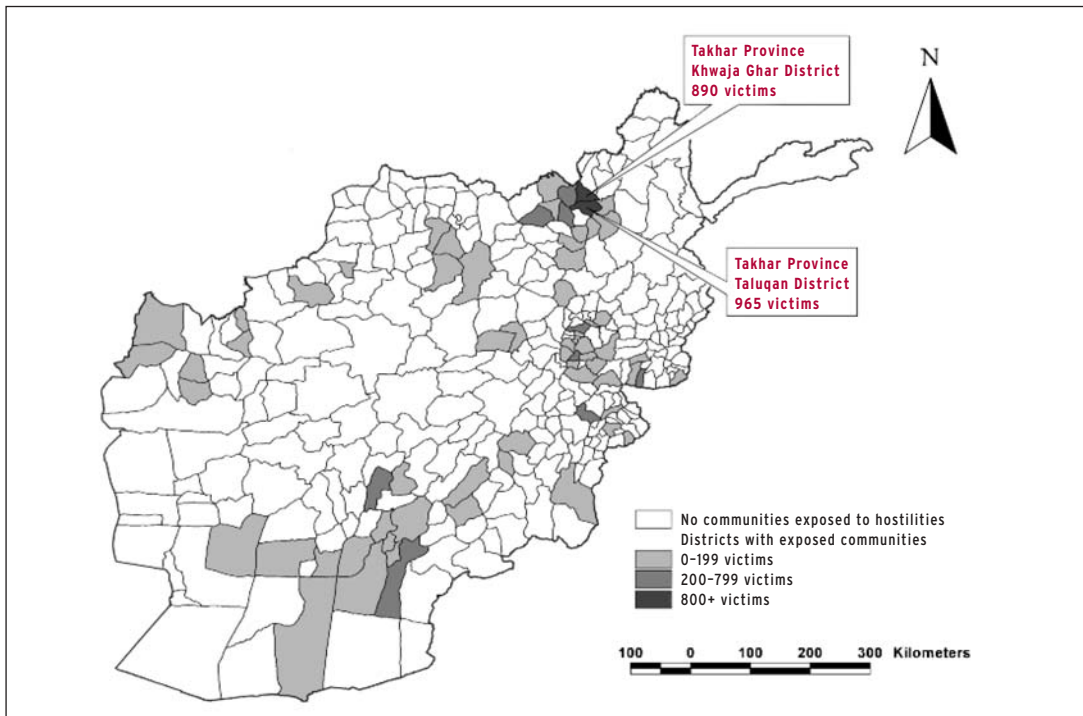 Takhar Province
Khwaja Ghar District
890 victims
N
Takhar Province
Taluqan District
965 victims
No communities exposed to hostilities
Districts with exposed communities
0–199 victims
200–799 victims
800+ victims
100 0 100 200 300 Kilometers